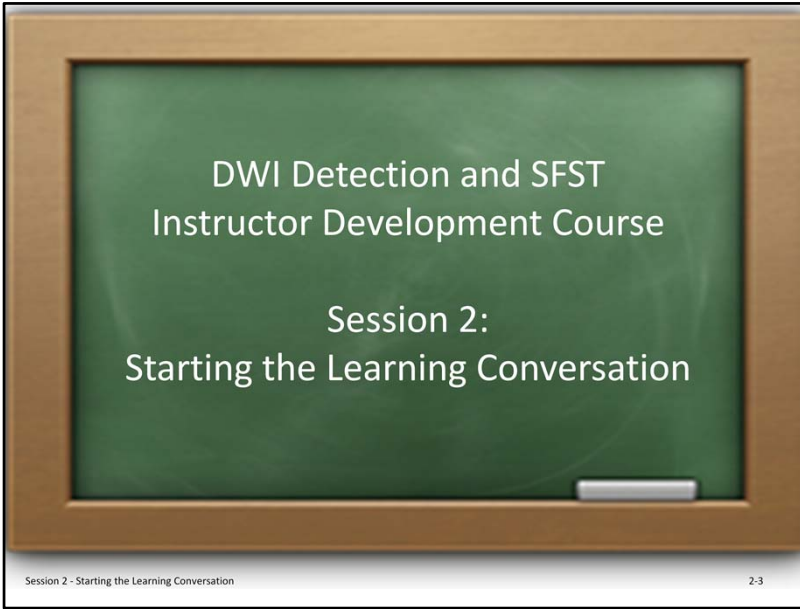 DWI Detection and SFST
Instructor Development Course
Session 2:
Starting the Learning Conversation
Session 2 - Starting the Learning Conversation
2-3